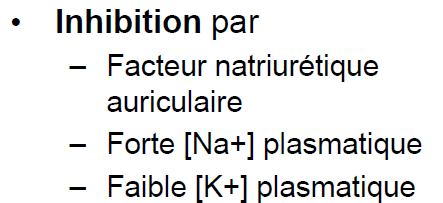 • Inhibition par
– Facteur natriurétique
auriculaire
– Forte [Na+] plasmatique
– Faible [K+] plasmatique